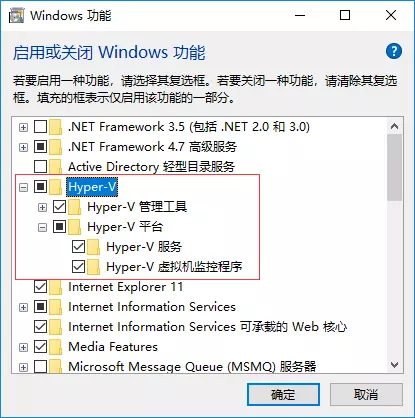 Windows 功能
启用或关闭 Windows 功能
若要启用一种功能，请选择其复选框。若要关闭一种功能，请清除其复选
框。填充的框表示仅启用该功能的一部分。
.NET Framework 3.5 (包括 .NET 2.0 和 3.0)
.NET Framework 4.7 高级服务
Active Directory 轻型目录服务
Hyper-V
Hyper-V 管理工具
Hyper-V 平台
Hyper-V 服务
Hyper-V 虚拟机监控程序
Internet Explorer 11
Internet Information Services
Internet Information Services 可承载的 Web 核心
Media Features
Microsoft Message Queue (MSMQ) 服务器
确定
取消